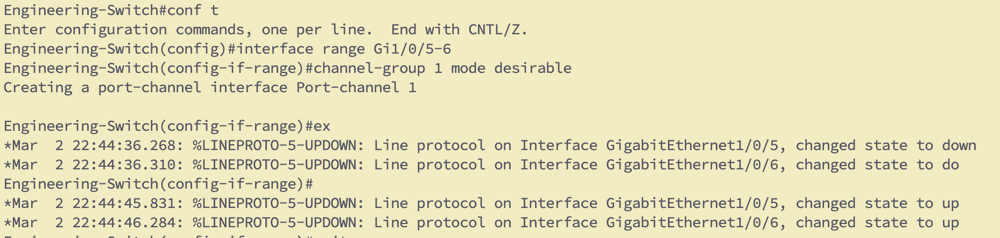 Engineering-Switch#conf t
Enter configuration commands, one per line.  End with CNTL/Z.
Engineering-Switch(config)#interface range Gi1/0/5-6
Engineering-Switch(config-if-range)#channel-group 1 mode desirable
Creating a port-channel interface Port-channel 1
Engineering-Switch(config-if-range)#ex
*Mar  2 22:44:36.268: %LINEPROTO-5-UPDOWN: Line protocol on Interface GigabitEthernet1/0/5, changed state to down
*Mar  2 22:44:36.310: %LINEPROTO-5-UPDOWN: Line protocol on Interface GigabitEthernet1/0/6, changed state to do
Engineering-Switch(config-if-range)#
*Mar  2 22:44:45.831: %LINEPROTO-5-UPDOWN: Line protocol on Interface GigabitEthernet1/0/5, changed state to up
*Mar  2 22:44:46.284: %LINEPROTO-5-UPDOWN: Line protocol on Interface GigabitEthernet1/0/6, changed state to up